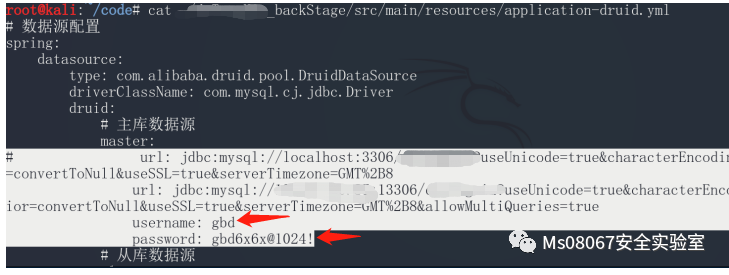 root@kali: /code# cat _backStage/src/main/resources/application-druid.yml
# 数据源配置
spring:
datasource:
type: com.alibaba.druid.pool.DruidDataSource
driverClassName: com.mysql.cj.jdbc.Driver
druid:
# 主库数据源
master:
# url: jdbc:mysql://localhost:3306/ useUnicode=true&characterEncodin
=convertToNull&useSSL=true&serverTimezone=GMT%2B8
url: jdbc:mysql:// 13306/ useUnicode=true&characterEnco
ior=convertToNull&useSSL=true&serverTimezone=GMT%2B8&allowMultiQueries=true
username: gbd
password: gbd6x6x@1024!
# 从库数据源
Ms08067安全实验室